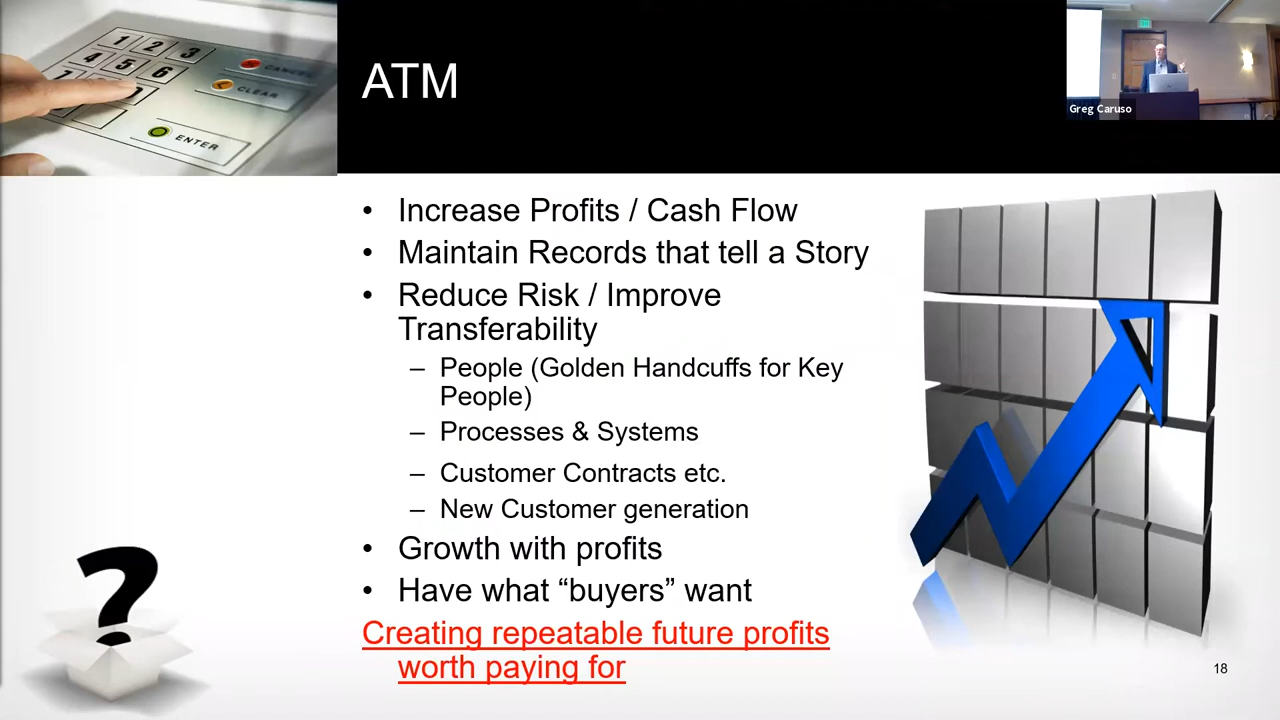 1 2 3
4 5 6
7
CANCEL
CLEAR
ENTER
ATM
Greg Caruso
• Increase Profits / Cash Flow
• Maintain Records that tell a Story
• Reduce Risk / Improve
Transferability
– People (Golden Handcuffs for Key
People)
– Processes & Systems
– Customer Contracts etc.
– New Customer generation
• Growth with profits
• Have what “buyers” want
Creating repeatable future profits
worth paying for
?
18